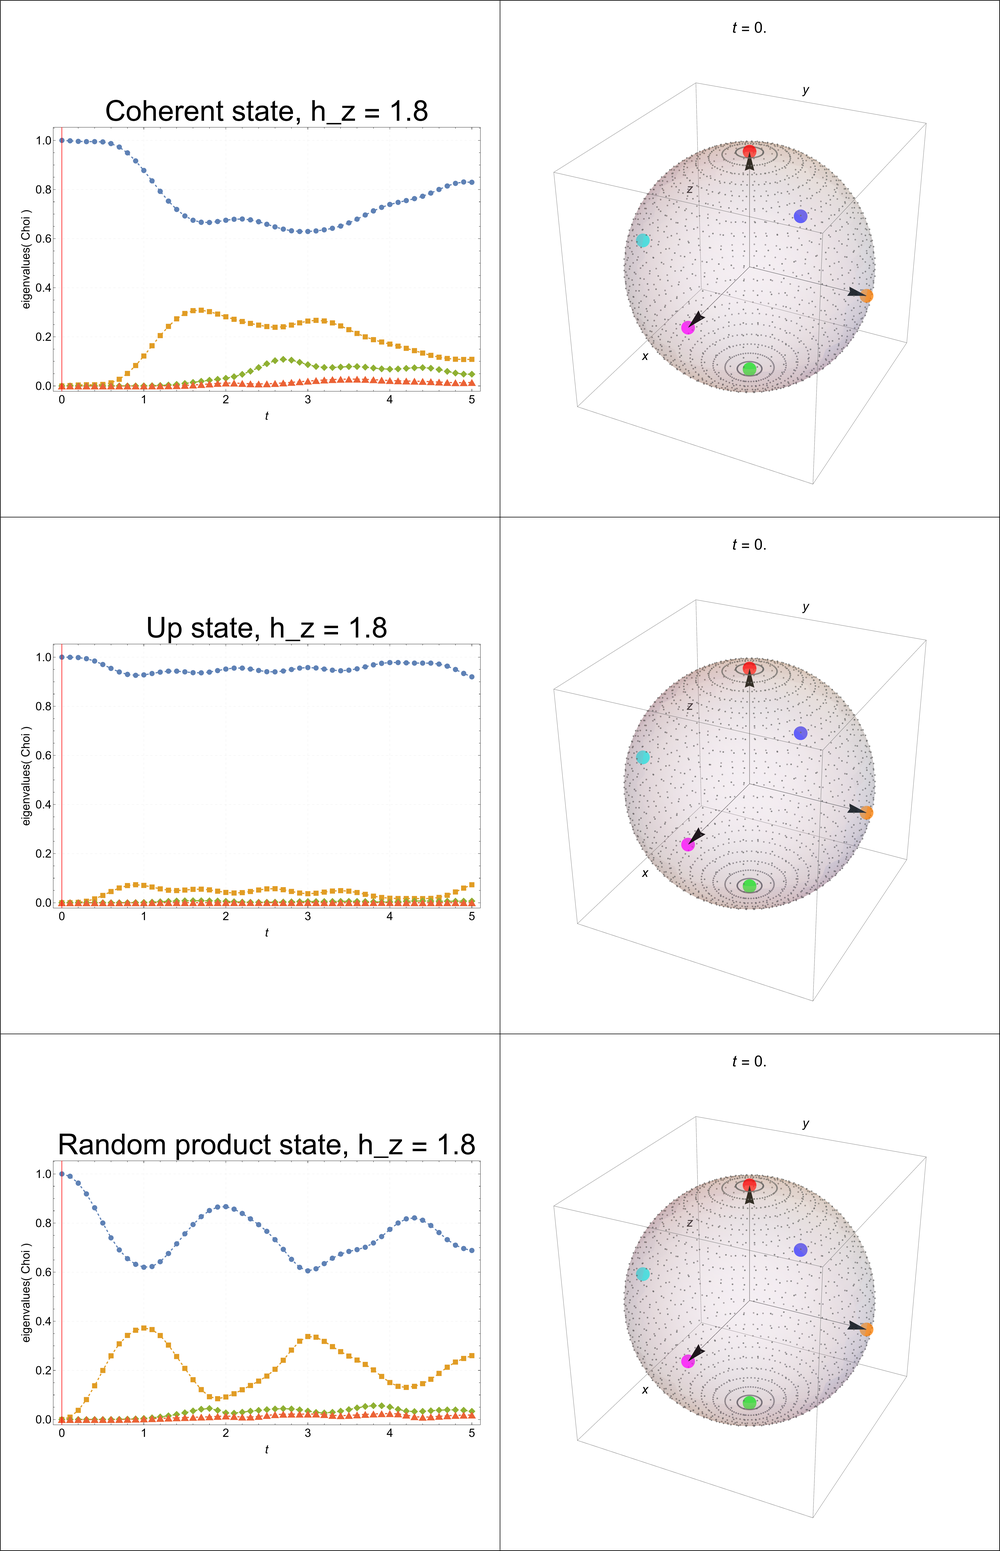 t = 0.
Coherent state, h_z = 1.8
eigenvalues( Choi )
1.0
0.8
0.6
0.4
0.2
0.0
0 1 2 3 4 5
t
y
z
x
t = 0.
Up state, h_z = 1.8
eigenvalues( Choi )
1.0
0.8
0.6
0.4
0.2
0.0
0 1 2 3 4 5
t
y
z
x
t = 0.
Random product state, h_z = 1.8
eigenvalues( Choi )
1.0
0.8
0.6
0.4
0.2
0.0
0 1 2 3 4 5
t
y
z
x